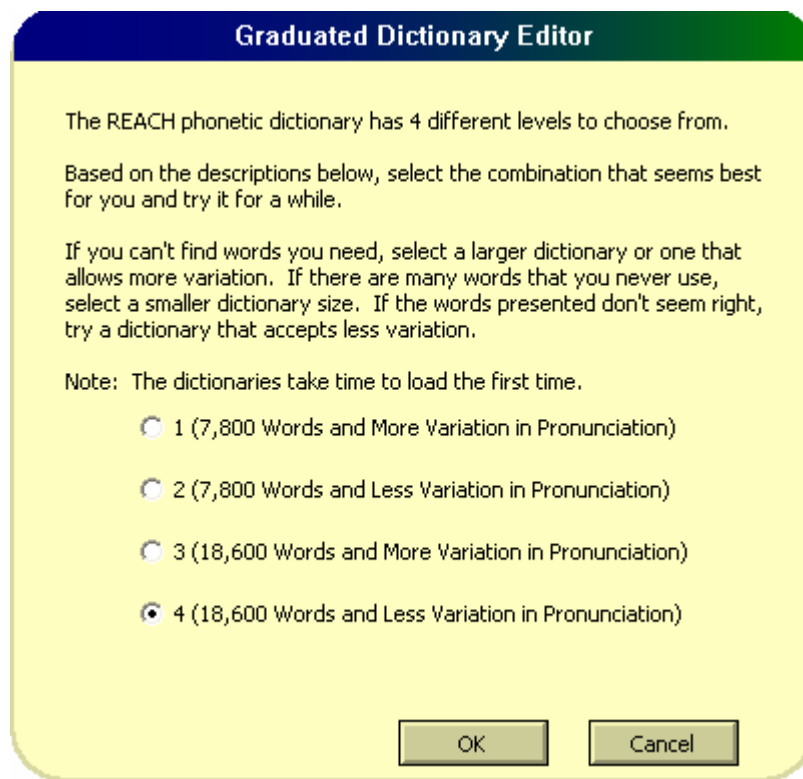 Graduated Dictionary Editor
The REACH phonetic dictionary has 4 different levels to choose from.
Based on the descriptions below, select the combination that seems best
for you and try it for a while.
If you can't find words you need, select a larger dictionary or one that
allows more variation.  If there are many words that you never use,
select a smaller dictionary size.  If the words presented don't seem right,
try a dictionary that accepts less variation.
Note:  The dictionaries take time to load the first time.
1 (7,800 Words and More Variation in Pronunciation)
2 (7,800 Words and Less Variation in Pronunciation)
3 (18,600 Words and More Variation in Pronunciation)
4 (18,600 Words and Less Variation in Pronunciation)
OK Cancel